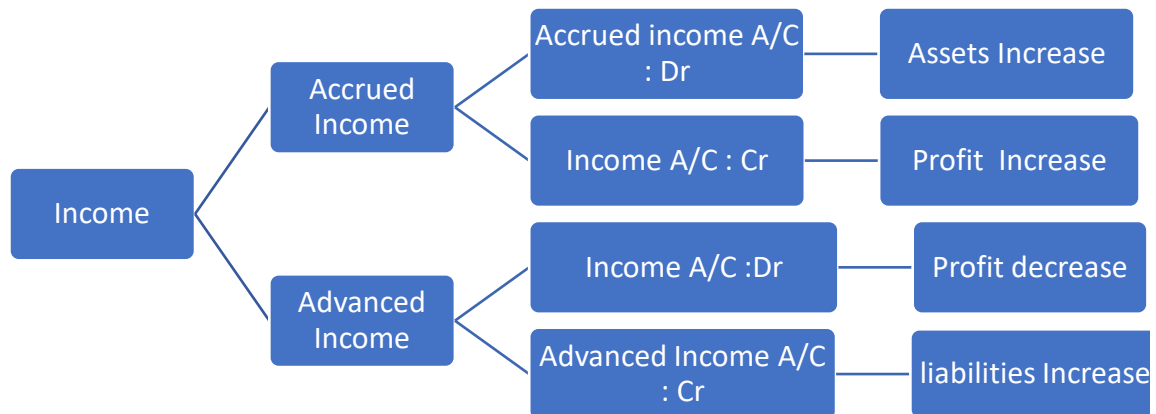 Income
Accrued
Income
Accrued income A/C
: Dr
Assets Increase
Income A/C : Cr
Profit  Increase
Advanced
Income
Income A/C :Dr
Profit decrease
Advanced Income A/C
: Cr
liabilities Increase